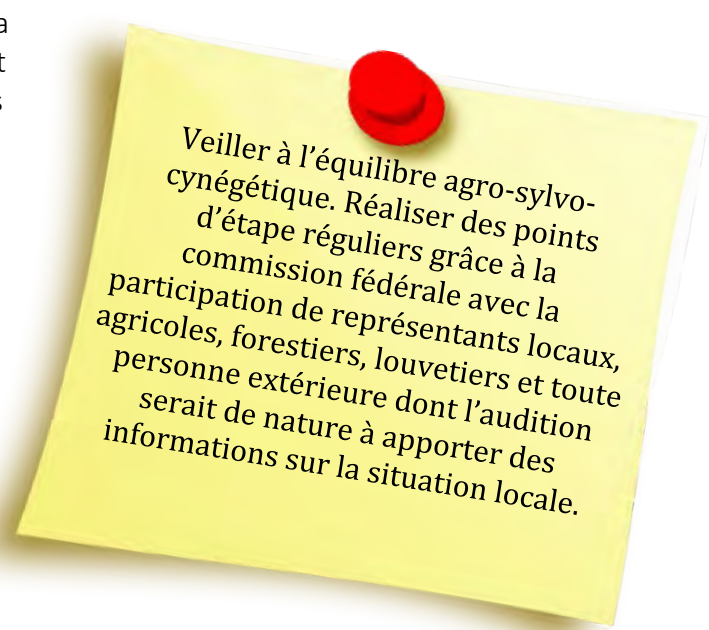 a
t
s
Veiller à l’équilibre agro-sylvo-
cynégétique. Réaliser des points
d’étape réguliers grâce à la
commission fédérale avec la
participation de représentants locaux,
agricoles, forestiers, louvetiers et toute
personne extérieure dont l’audition
serait de nature à apporter des
informations sur la situation locale.